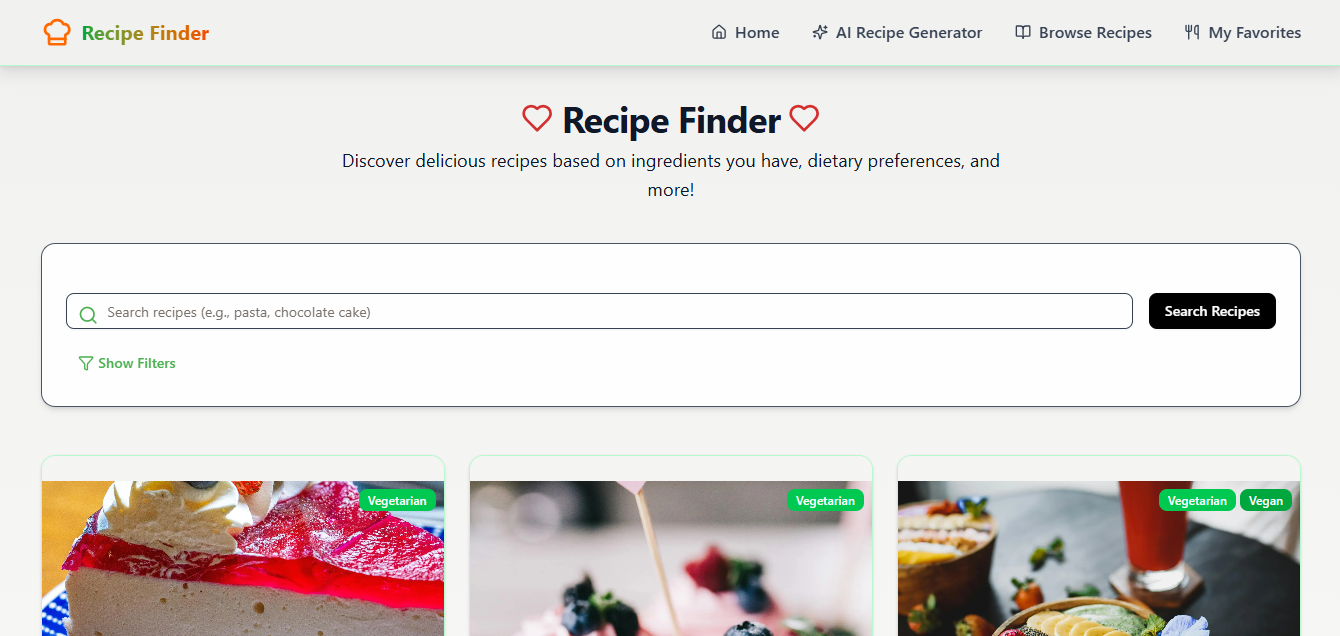 Recipe Finder
Home
AI Recipe Generator
Browse Recipes
My Favorites
Recipe Finder
Discover delicious recipes based on ingredients you have, dietary preferences, and
more!
Search recipes (e.g., pasta, chocolate cake)
Search Recipes
Show Filters
Vegetarian
Vegetarian
Vegetarian
Vegan